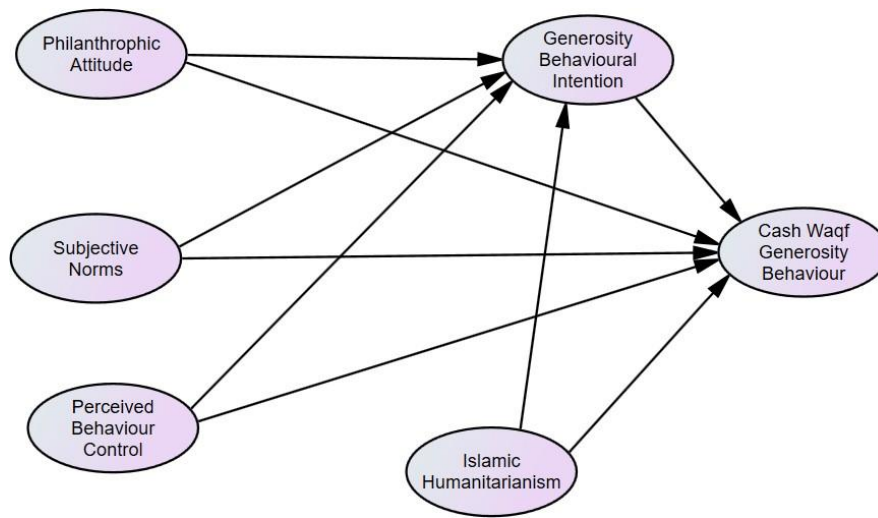 Philanthrophic
Attitude
Generosity
Behavioural
Intention
Subjective
Norms
Cash Waqf
Generosity
Behaviour
Perceived
Behaviour
Control
Islamic
Humanitarianism